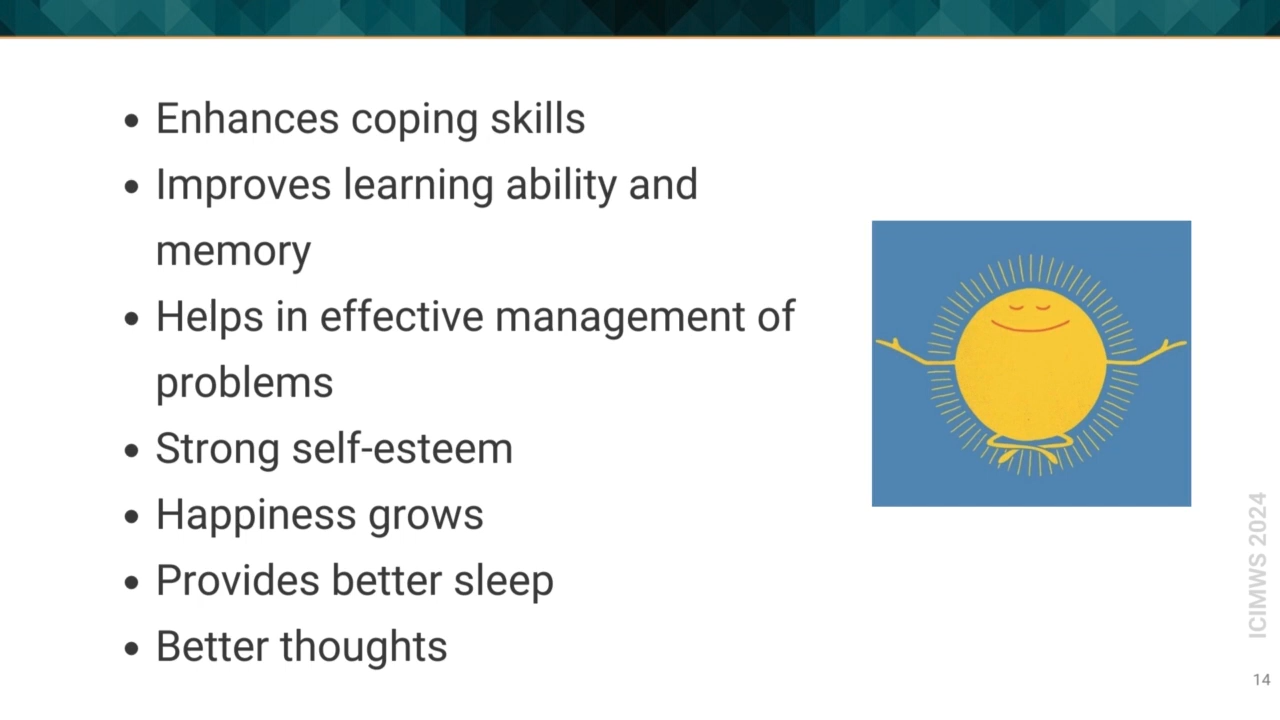 • Enhances coping skills
• Improves learning ability and
memory
• Helps in effective management of
problems
• Strong self-esteem
• Happiness grows
• Provides better sleep
• Better thoughts
ICIMWS 2024
14